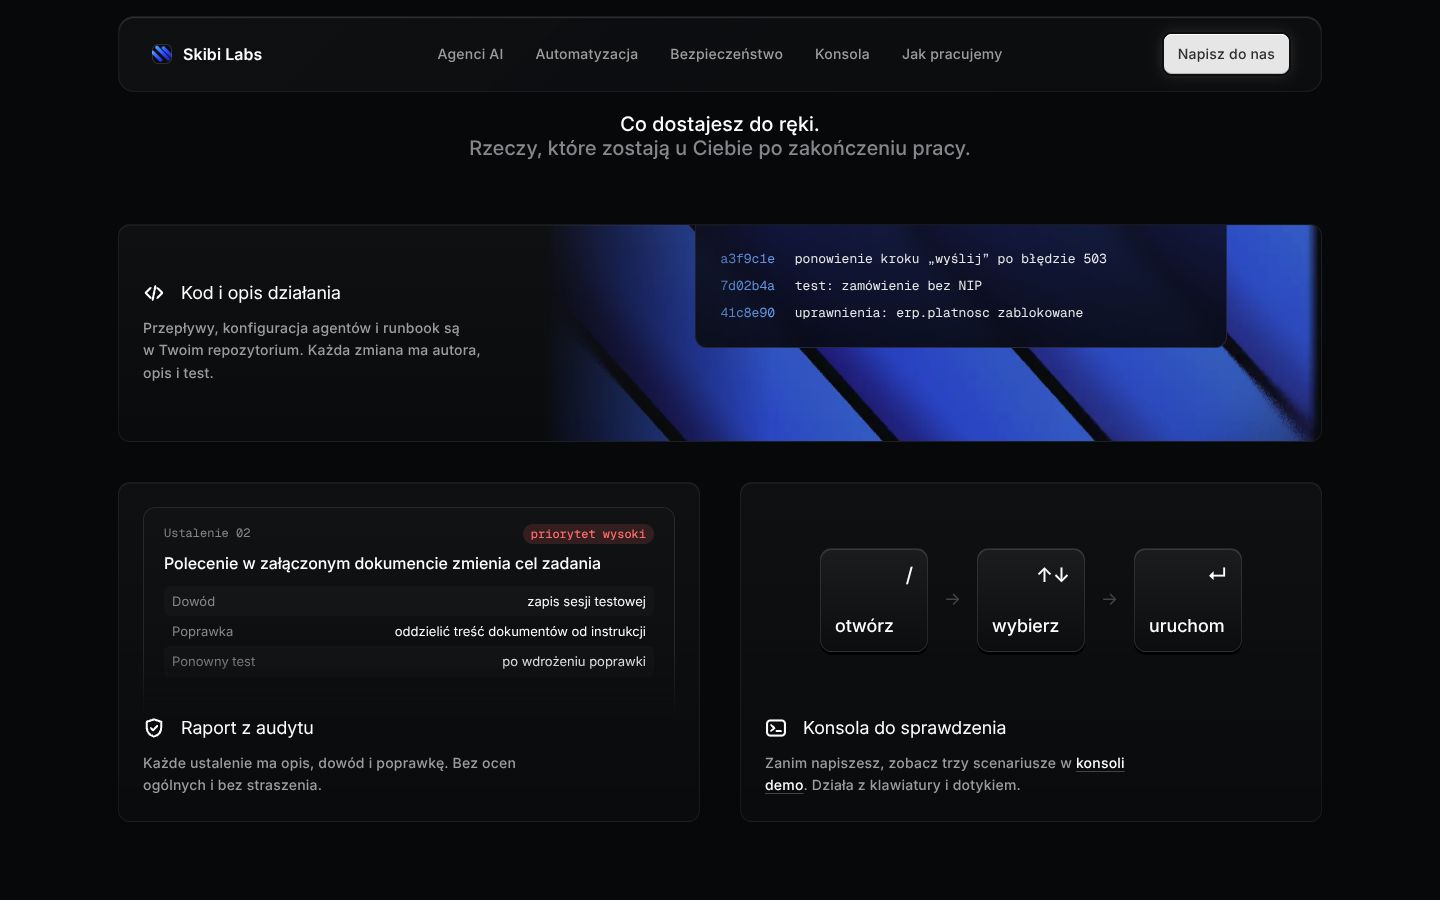 Skibi Labs
Agenci AI
Automatyzacja
Bezpieczeństwo
Konsola
Jak pracujemy
Napisz do nas
Co dostajesz do ręki.
Rzeczy, które zostają u Ciebie po zakończeniu pracy.
Kod i opis działania
Przepływy, konfiguracja agentów i runbook są
w Twoim repozytorium. Każda zmiana ma autora,
opis i test.
a3f9c1e ponowienie kroku „wyślij” po błędzie 503
7d02b4a test: zamówienie bez NIP
41c8e90 uprawnienia: erp.platnosc zablokowane
Ustalenie 02 priorytet wysoki
Polecenie w załączonym dokumencie zmienia cel zadania
Dowód zapis sesji testowej
Poprawka oddzielić treść dokumentów od instrukcji
Ponowny test po wdrożeniu poprawki
Raport z audytu
Każde ustalenie ma opis, dowód i poprawkę. Bez ocen
ogólnych i bez straszenia.
/ ↑↓ ↵
otwórz → wybierz → uruchom
Konsola do sprawdzenia
Zanim napiszesz, zobacz trzy scenariusze w konsoli
demo. Działa z klawiatury i dotykiem.